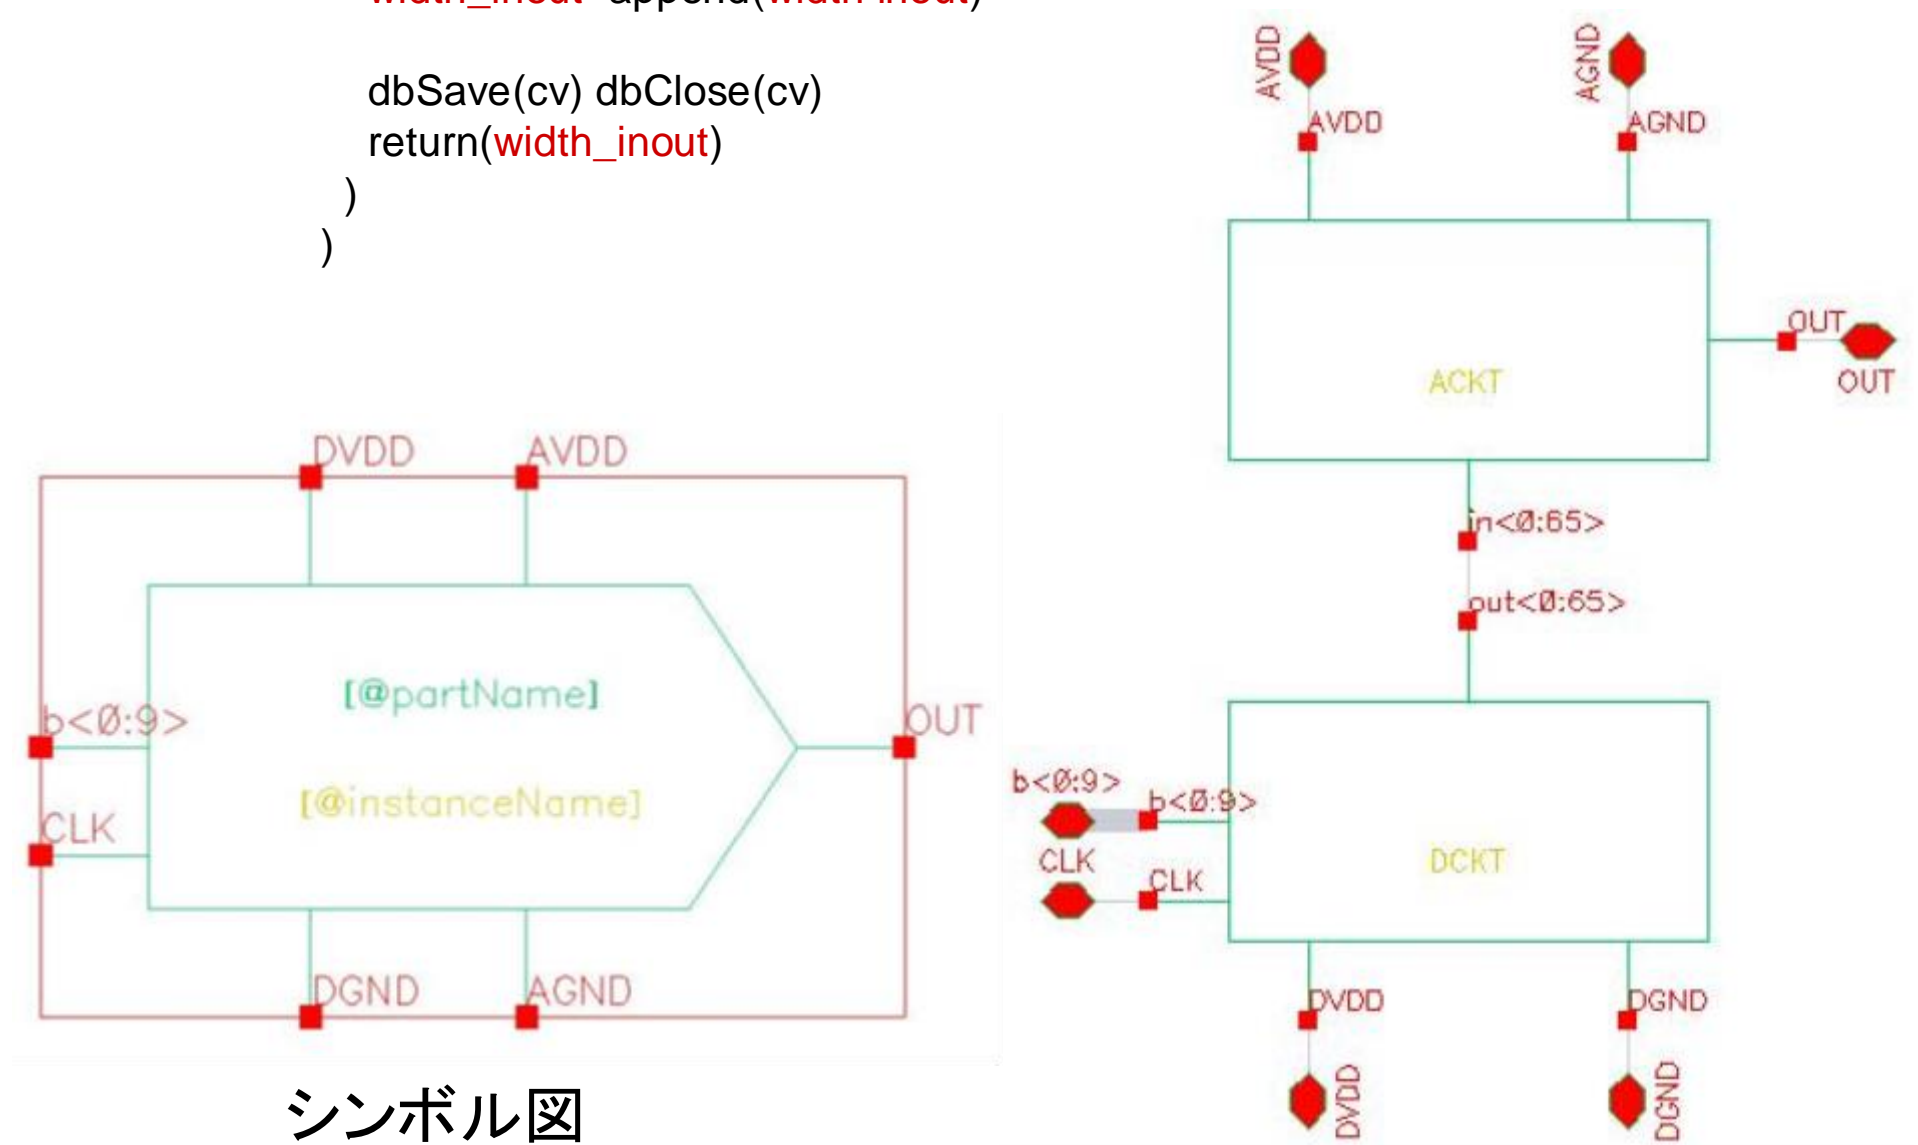 dbSave(cv) dbClose(cv)
return(width_inout)
)
)
DVDD
AVDD
[@partName]
b<0:9>
OUT
[@instanceName]
CLK
DGND
AGND
シンボル図
AVDD
AGND
AVDD
AGND
OUT
ACKT
OUT
in<0:65>
out<0:65>
b<0:9>
b<0:9>
CLK
DCKT
CLK
DVDD
DGND
DVDD
DGND